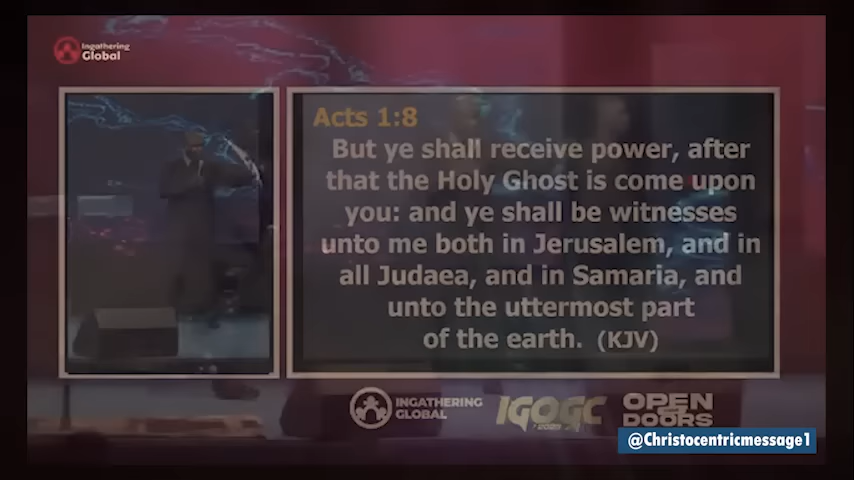 Ingathering
Global
Acts 1:8
But ye shall receive power, after
that the Holy Ghost is come upon
you: and ye shall be witnesses
unto me both in Jerusalem, and in
all Judaea, and in Samaria, and
unto the uttermost part
of the earth. (KJV)
INGATHERING
GLOBAL
IGOGC
OPEN
DOORS
@Christocentricmessage1